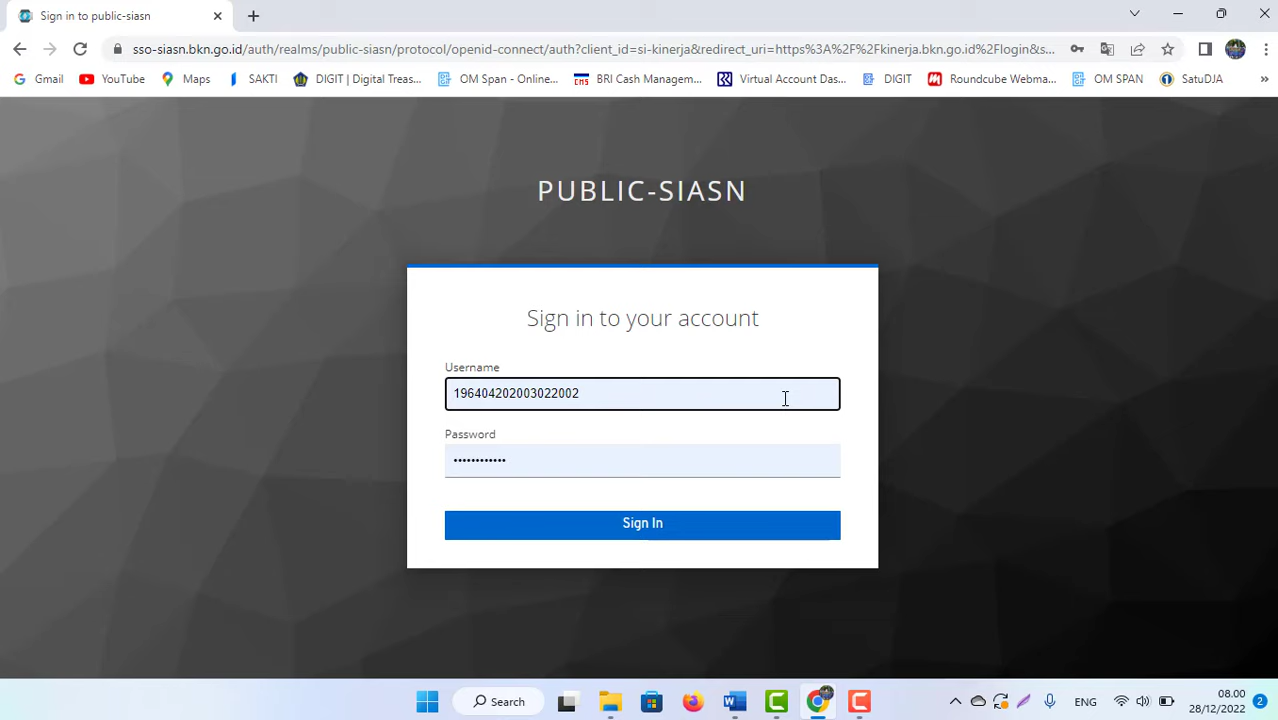 Sign in to public-siasn
sso-siasn.bkn.go.id/auth/realms/public-siasn/protocol/openid-connect/auth?client_id=si-kinerja&redirect_uri=https%3A%2F%2Fkinerja.bkn.go.id%2Flogin&s...
Gmail YouTube Maps SAKTI DIGIT | Digital Treas... OM Span - Online... CMS BRI Cash Managem... Virtual Account Das... DIGIT Roundcube Webma... OM SPAN SatuDJA »
PUBLIC-SIASN
Sign in to your account
Username
196404202003022002
Password
••••••••••••
Sign In
Search
ENG
08.00
28/12/2022
2